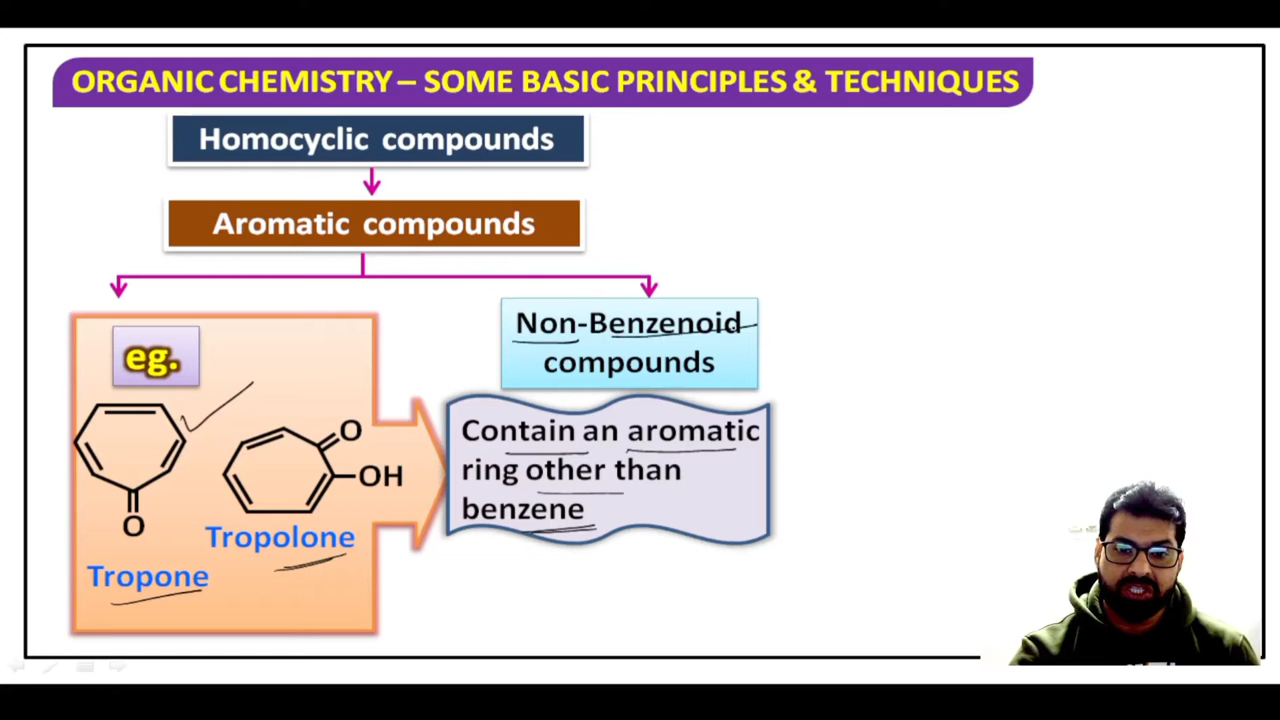 ORGANIC CHEMISTRY – SOME BASIC PRINCIPLES & TECHNIQUES
Homocyclic compounds
Aromatic compounds
eg.
O
Tropone
O
OH
Tropolone
Non-Benzenoid
compounds
Contain an aromatic
ring other than
benzene